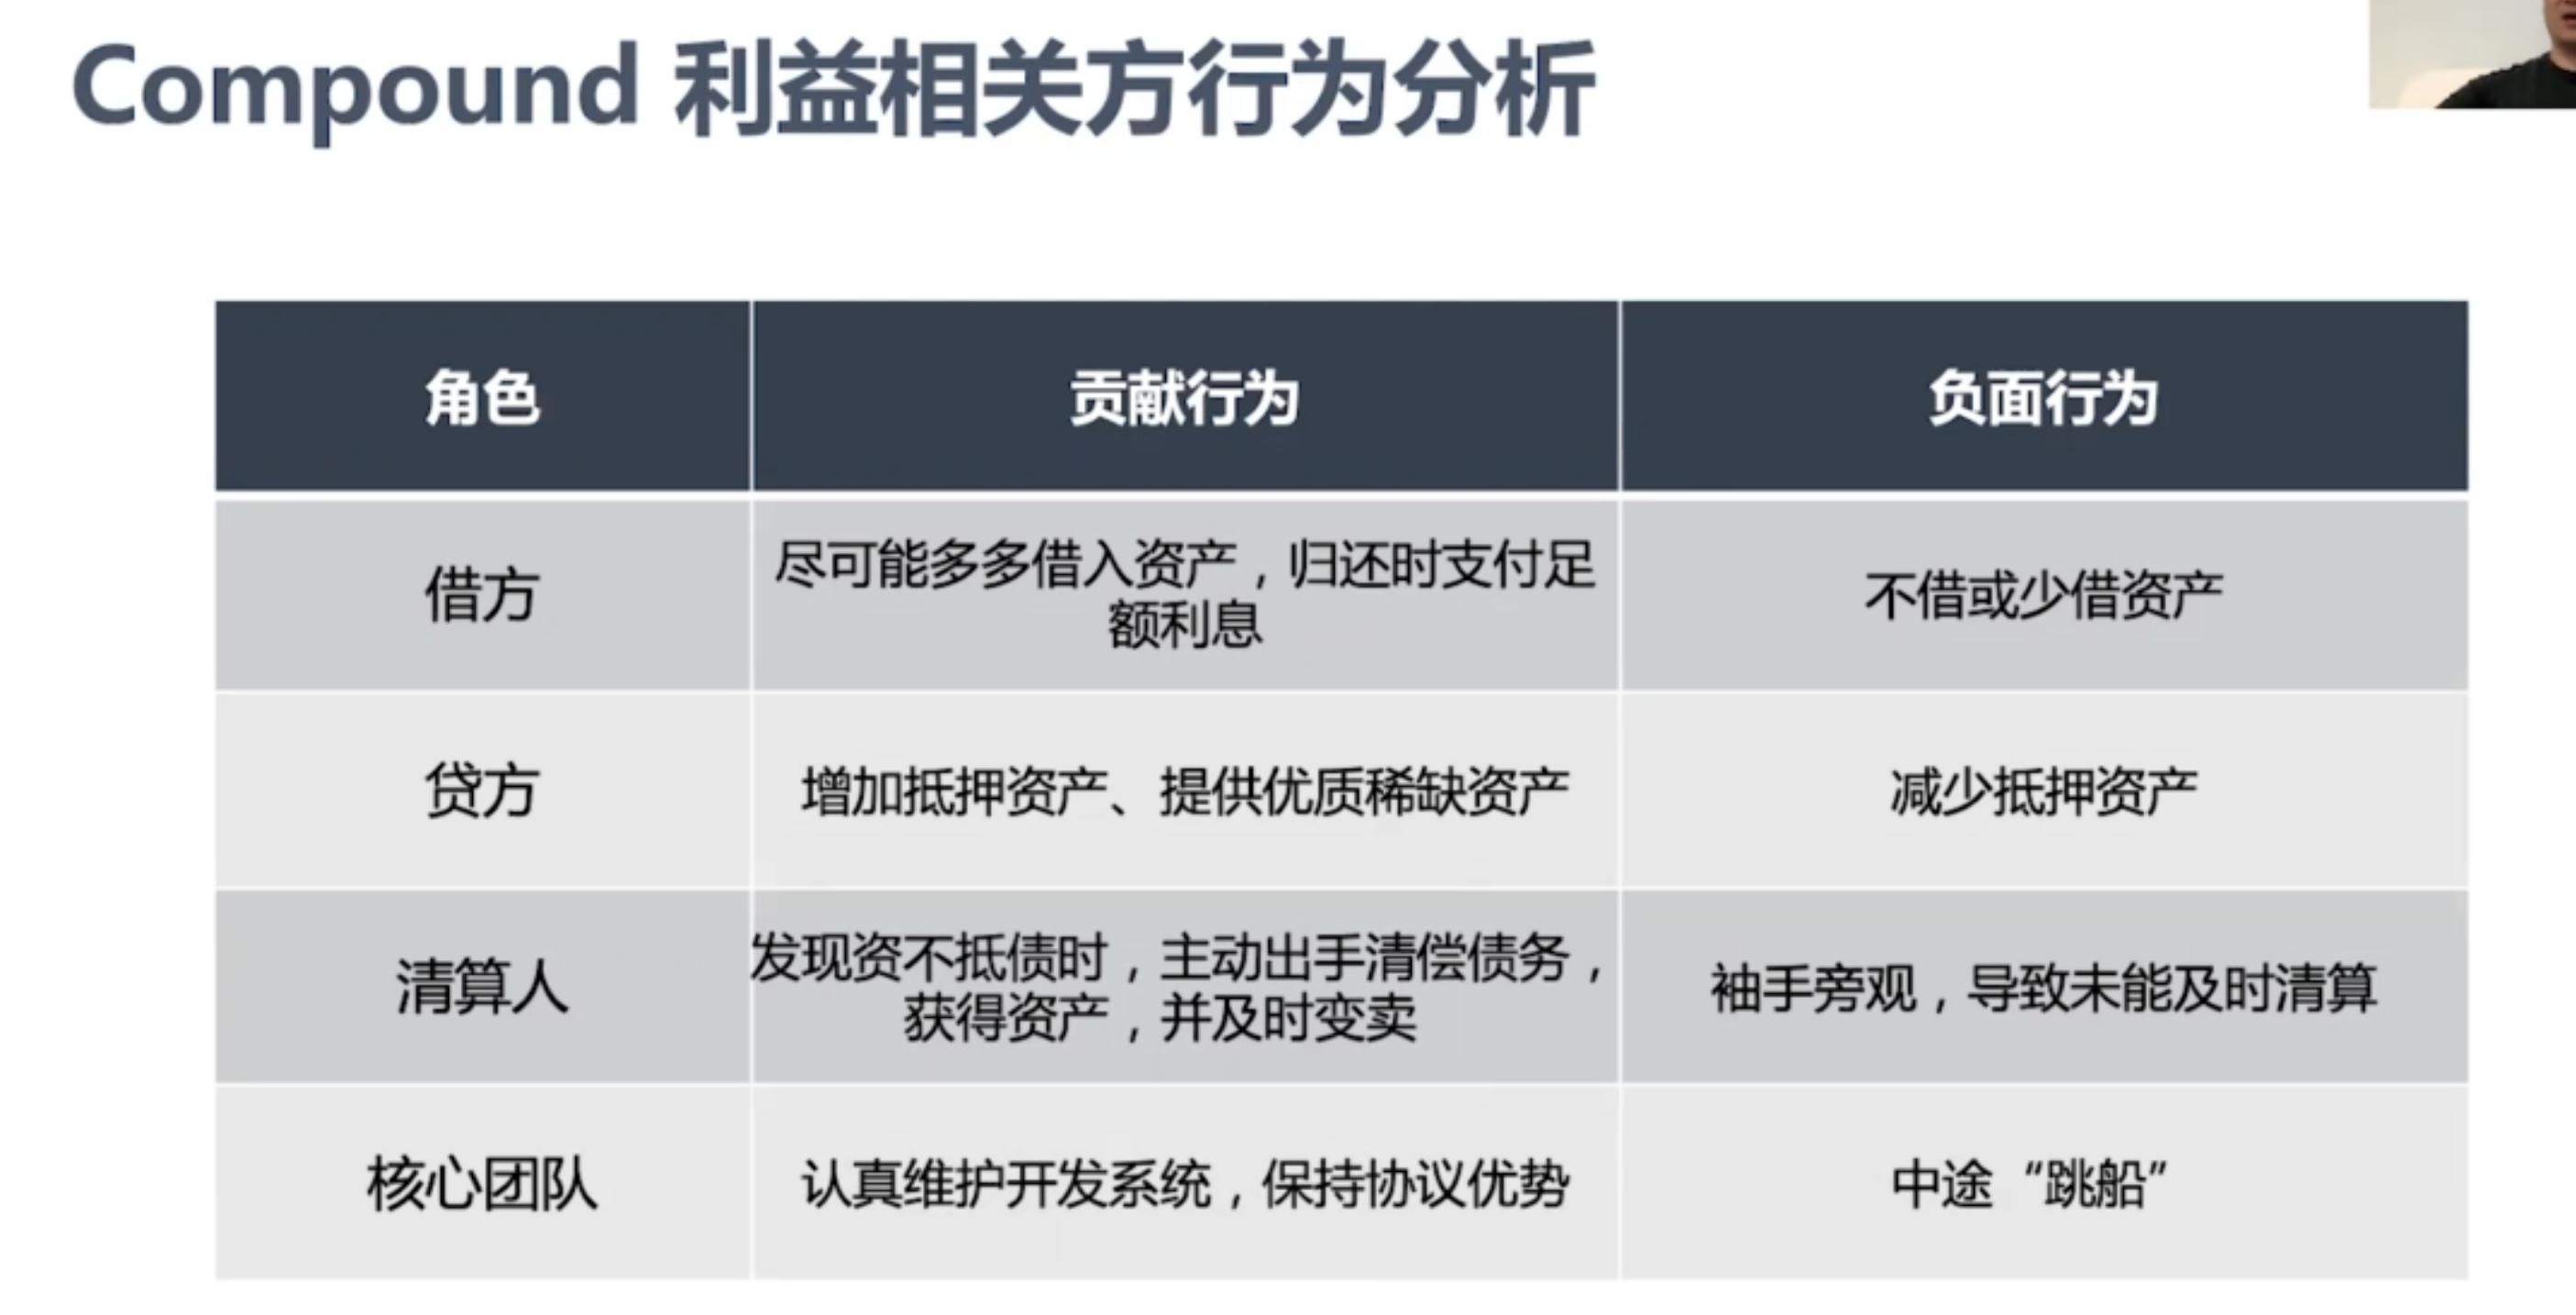 Compound 利益相关方行为分析
角色
贡献行为
负面行为
借方
尽可能多多借入资产，归还时支付足
额利息
不借或少借资产
贷方
增加抵押资产、提供优质稀缺资产
减少抵押资产
清算人
发现资不抵债时，主动出手清偿债务，
获得资产，并及时变卖
袖手旁观，导致未能及时清算
核心团队
认真维护开发系统，保持协议优势
中途“跳船”